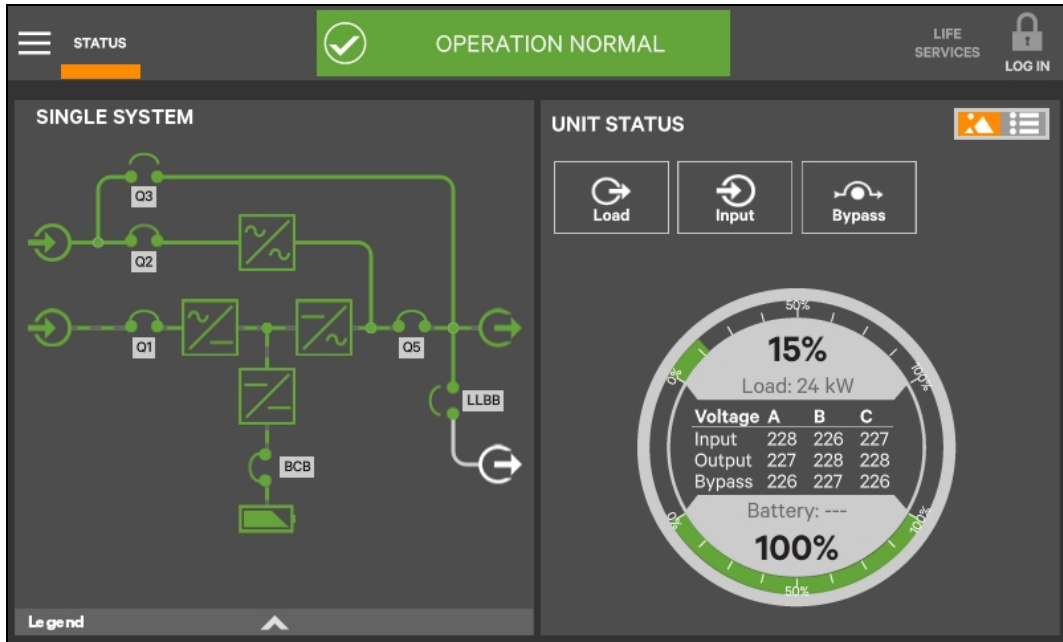 STATUS
OPERATION NORMAL
LIFE
SERVICES
LOG IN
SINGLE SYSTEM
Q3
Q2
Q1
Q5
LLBB
BCB
Legend
UNIT STATUS
Load
Input
Bypass
50%
0%
100%
15%
Load: 24 kW
Voltage A B C
Input 228 226 227
Output 227 228 228
Bypass 226 227 226
Battery: ---
100%
0%
100%
50%